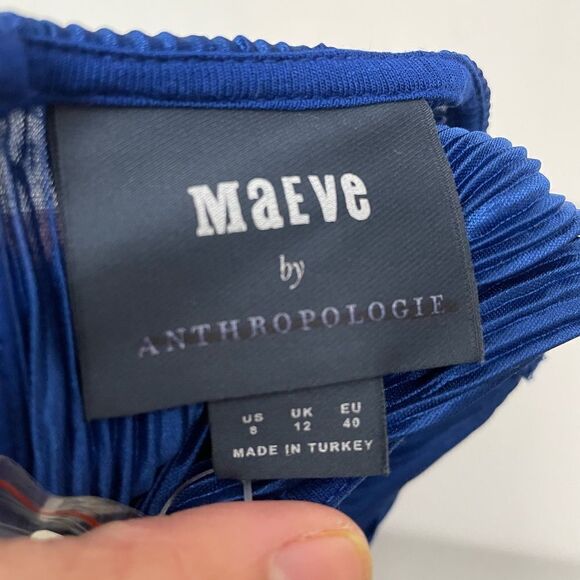 MaEVe
by
ANTHROPOLOGIE
US UK EU
8 12 40
MADE IN TURKEY